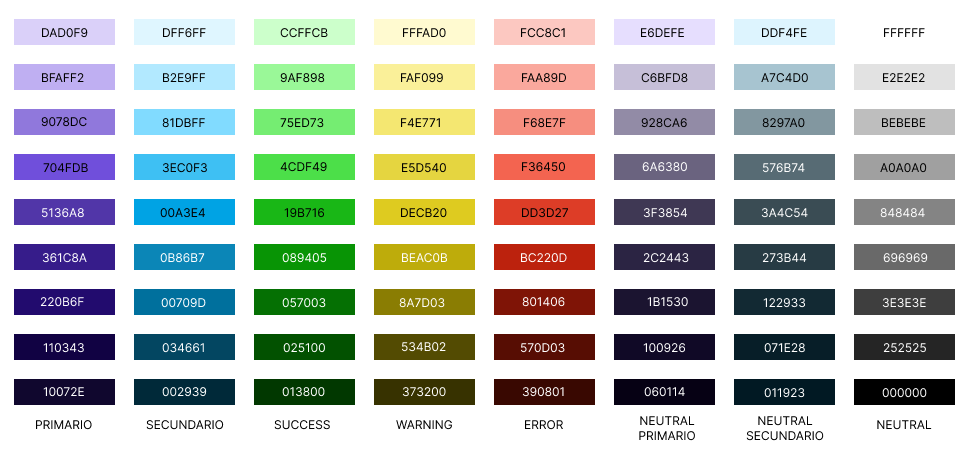 DAD0F9 DFF6FF CCFFCB FFFAD0 FCC8C1 E6DEFE DDF4FE FFFFFF
BFAFF2 B2E9FF 9AF898 FAF099 FAA89D C6BFD8 A7C4D0 E2E2E2
9078DC 81DBFF 75ED73 F4E771 F68E7F 928CA6 8297A0 BEBEBE
704FDB 3EC0F3 4CDF49 E5D540 F36450 6A6380 576B74 A0A0A0
5136A8 00A3E4 19B716 DECB20 DD3D27 3F3854 3A4C54 848484
361C8A 0B86B7 089405 BEAC0B BC220D 2C2443 273B44 696969
220B6F 00709D 057003 8A7D03 801406 1B1530 122933 3E3E3E
110343 034661 025100 534B02 570D03 100926 071E28 252525
10072E 002939 013800 373200 390801 060114 011923 000000
PRIMARIO SECUNDARIO SUCCESS WARNING ERROR NEUTRAL NEUTRAL NEUTRAL
PRIMARIO SECUNDARIO